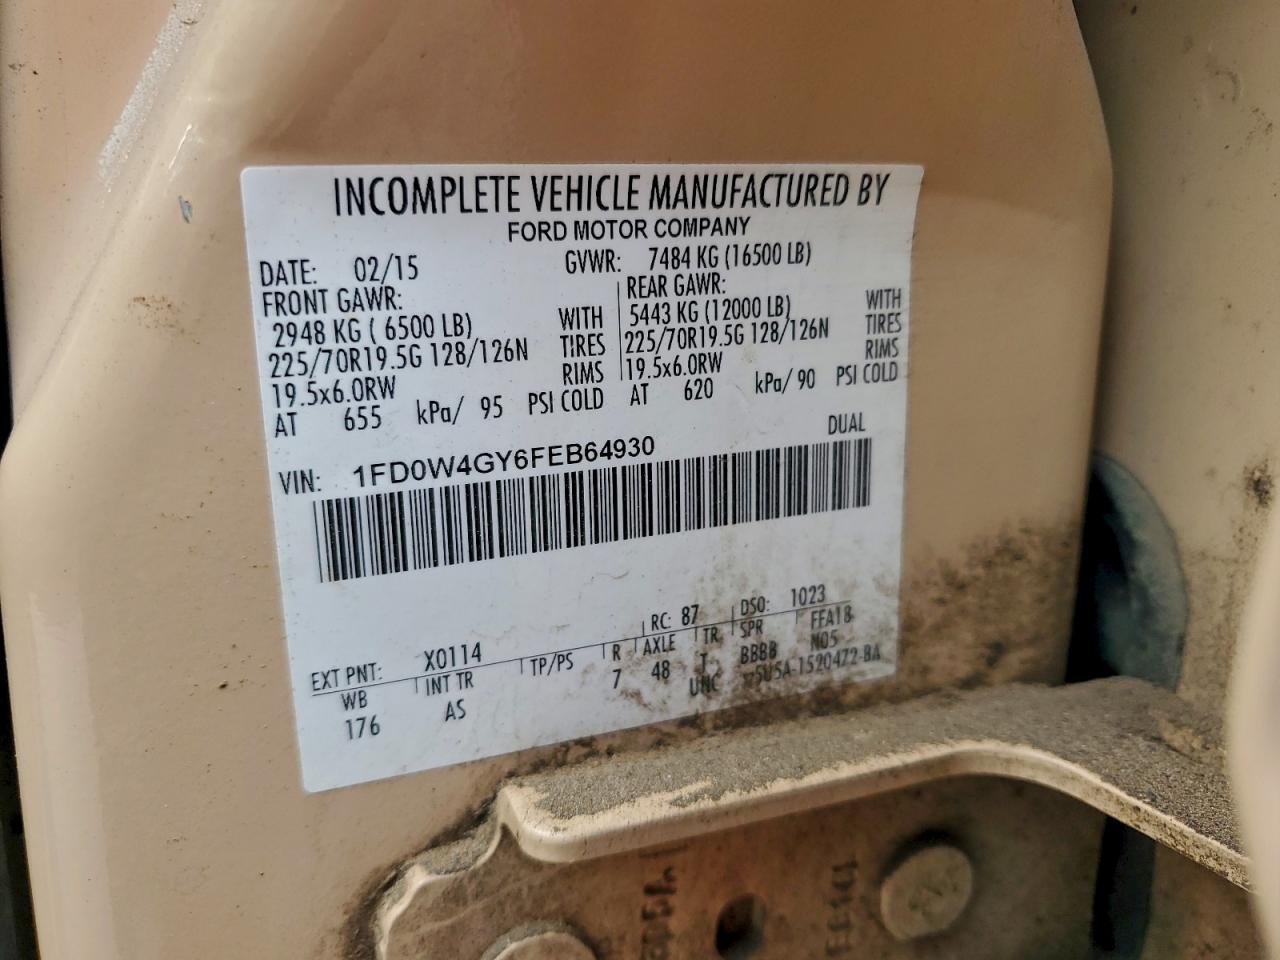 INCOMPLETE VEHICLE MANUFACTURED BY
FORD MOTOR COMPANY
DATE: 02/15 GVWR: 7484 KG (16500 LB)
FRONT GAWR: REAR GAWR:
2948 KG ( 6500 LB) WITH 5443 KG (12000 LB) WITH
225/70R19.5G 128/126N TIRES 225/70R19.5G 128/126N TIRES
19.5x6.0RW RIMS 19.5x6.0RW RIMS
AT 655 kPa/ 95 PSI COLD AT 620 kPa/ 90 PSI COLD
DUAL
VIN: 1FD0W4GY6FEB64930
RC: 87 DSO: 1023
EXT PNT: X0114 FFA18
WB INT TR TP/PS R AXLE TR SPR N05
176 AS 7 48 T BBBB
UNC